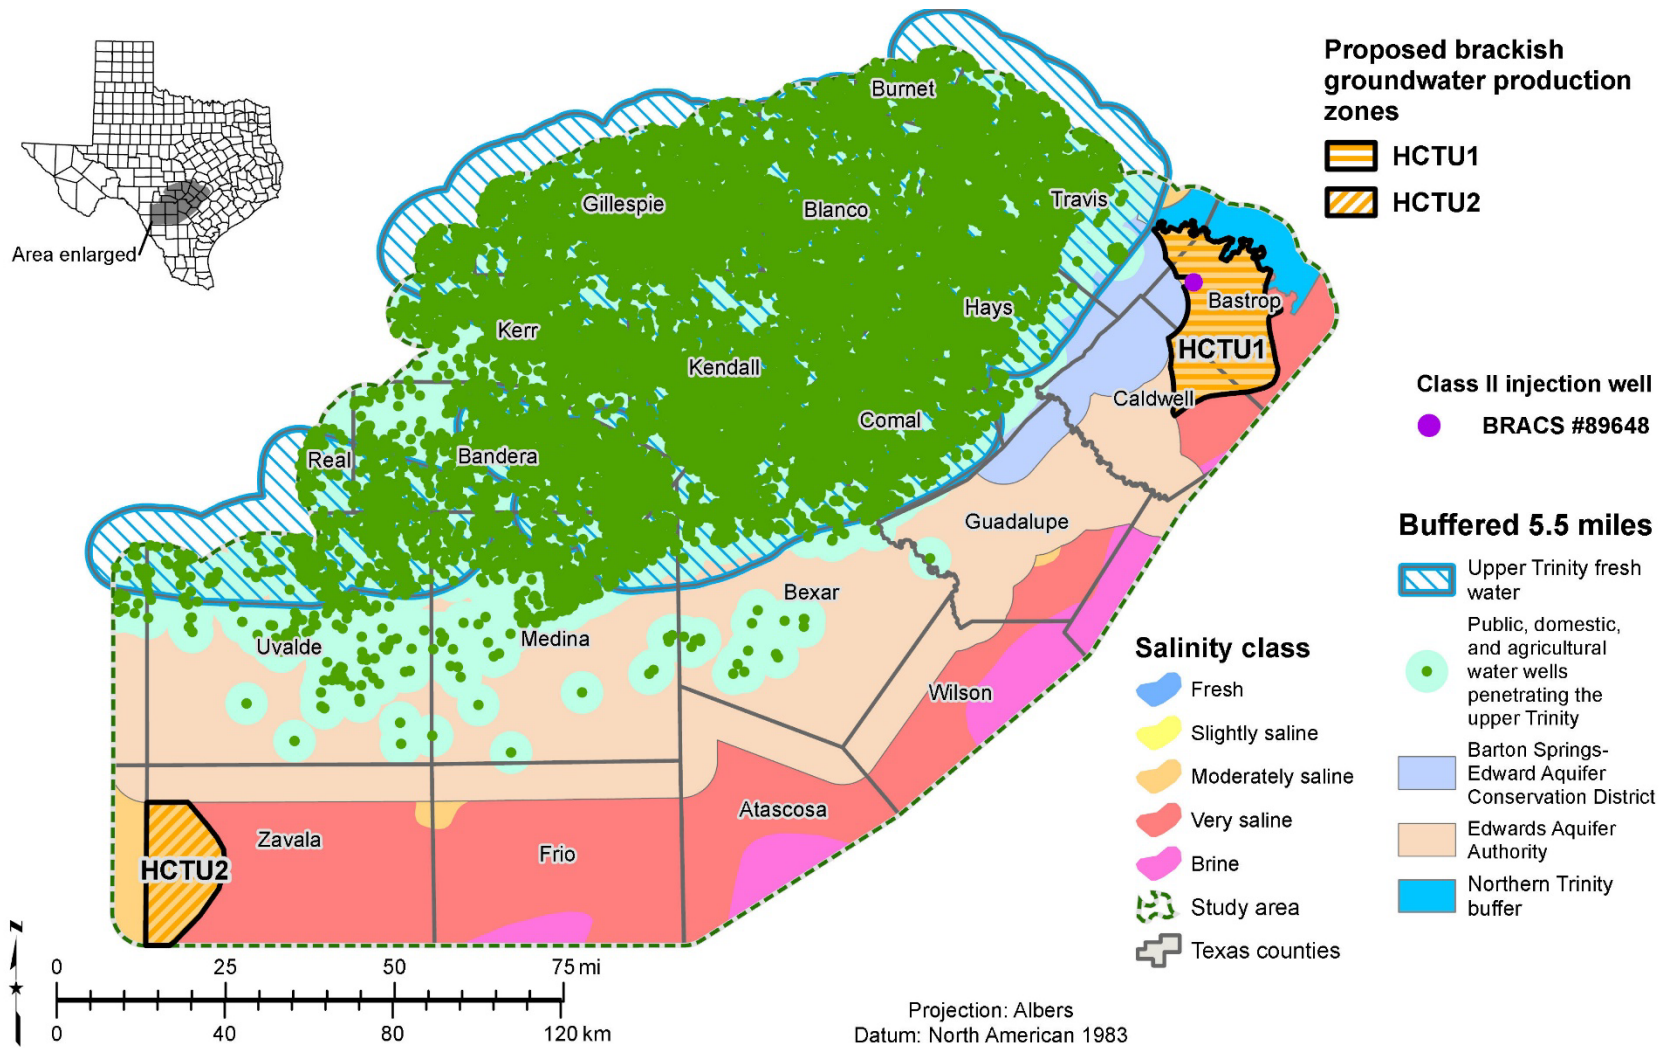 Area enlarged
Burnet
Gillespie
Blanco
Travis
Hays
Kerr
Kendall
Bastrop
HCTU1
Caldwell
Comal
Real
Bandera
Guadalupe
Bexar
Uvalde
Medina
Wilson
Atascosa
Zavala
Frio
HCTU2
Proposed brackish
groundwater production
zones
HCTU1
HCTU2
Class II injection well
BRACS #89648
Buffered 5.5 miles
Upper Trinity fresh
water
Public, domestic,
and agricultural
water wells
penetrating the
upper Trinity
Barton Springs-
Edward Aquifer
Conservation District
Edwards Aquifer
Authority
Northern Trinity
buffer
Salinity class
Fresh
Slightly saline
Moderately saline
Very saline
Brine
Study area
Texas counties
N
0 25 50 75 mi
0 40 80 120 km
Projection: Albers
Datum: North American 1983